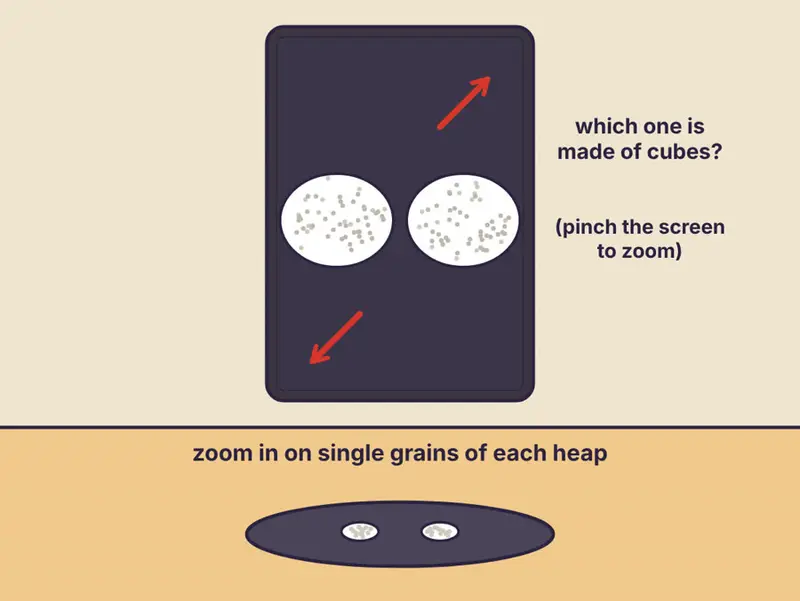 which one is
made of cubes?
(pinch the screen
to zoom)
zoom in on single grains of each heap